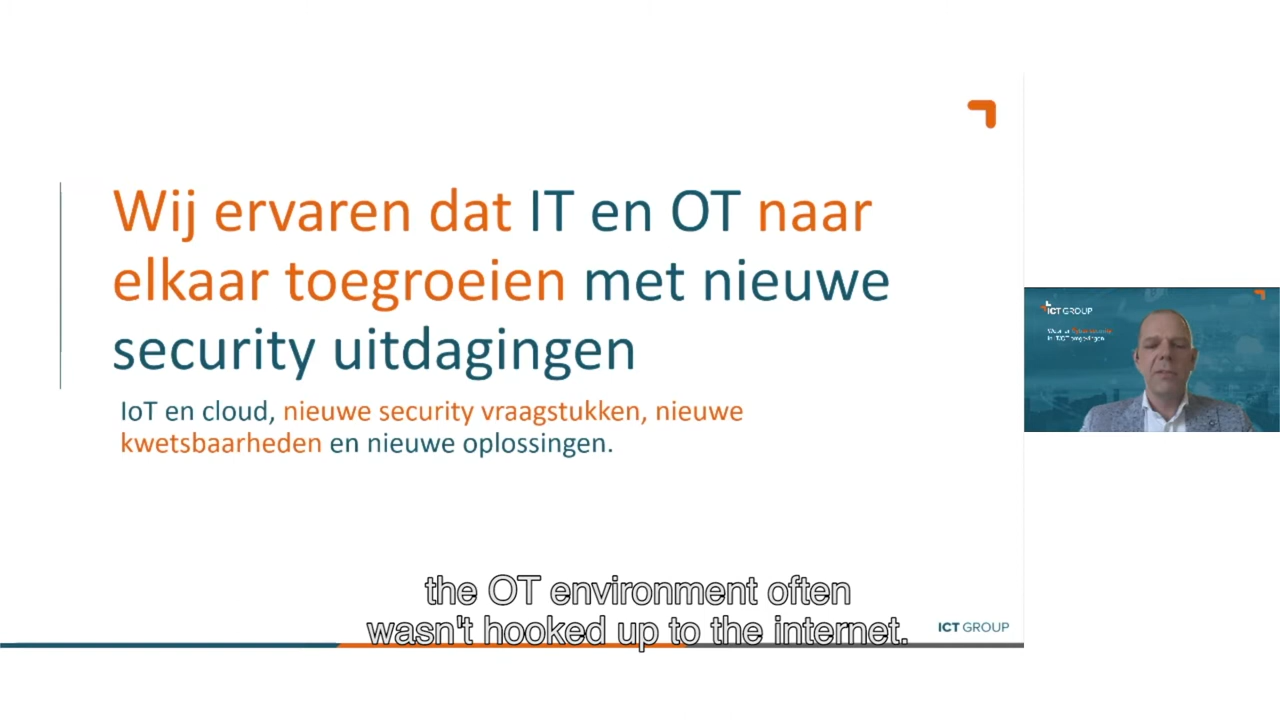 Wij ervaren dat IT en OT naar
elkaar toegroeien met nieuwe
security uitdagingen
IoT en cloud, nieuwe security vraagstukken, nieuwe
kwetsbaarheden en nieuwe oplossingen.
the OT environment often
wasn't hooked up to the internet.
ICT GROUP
ICT GROUP